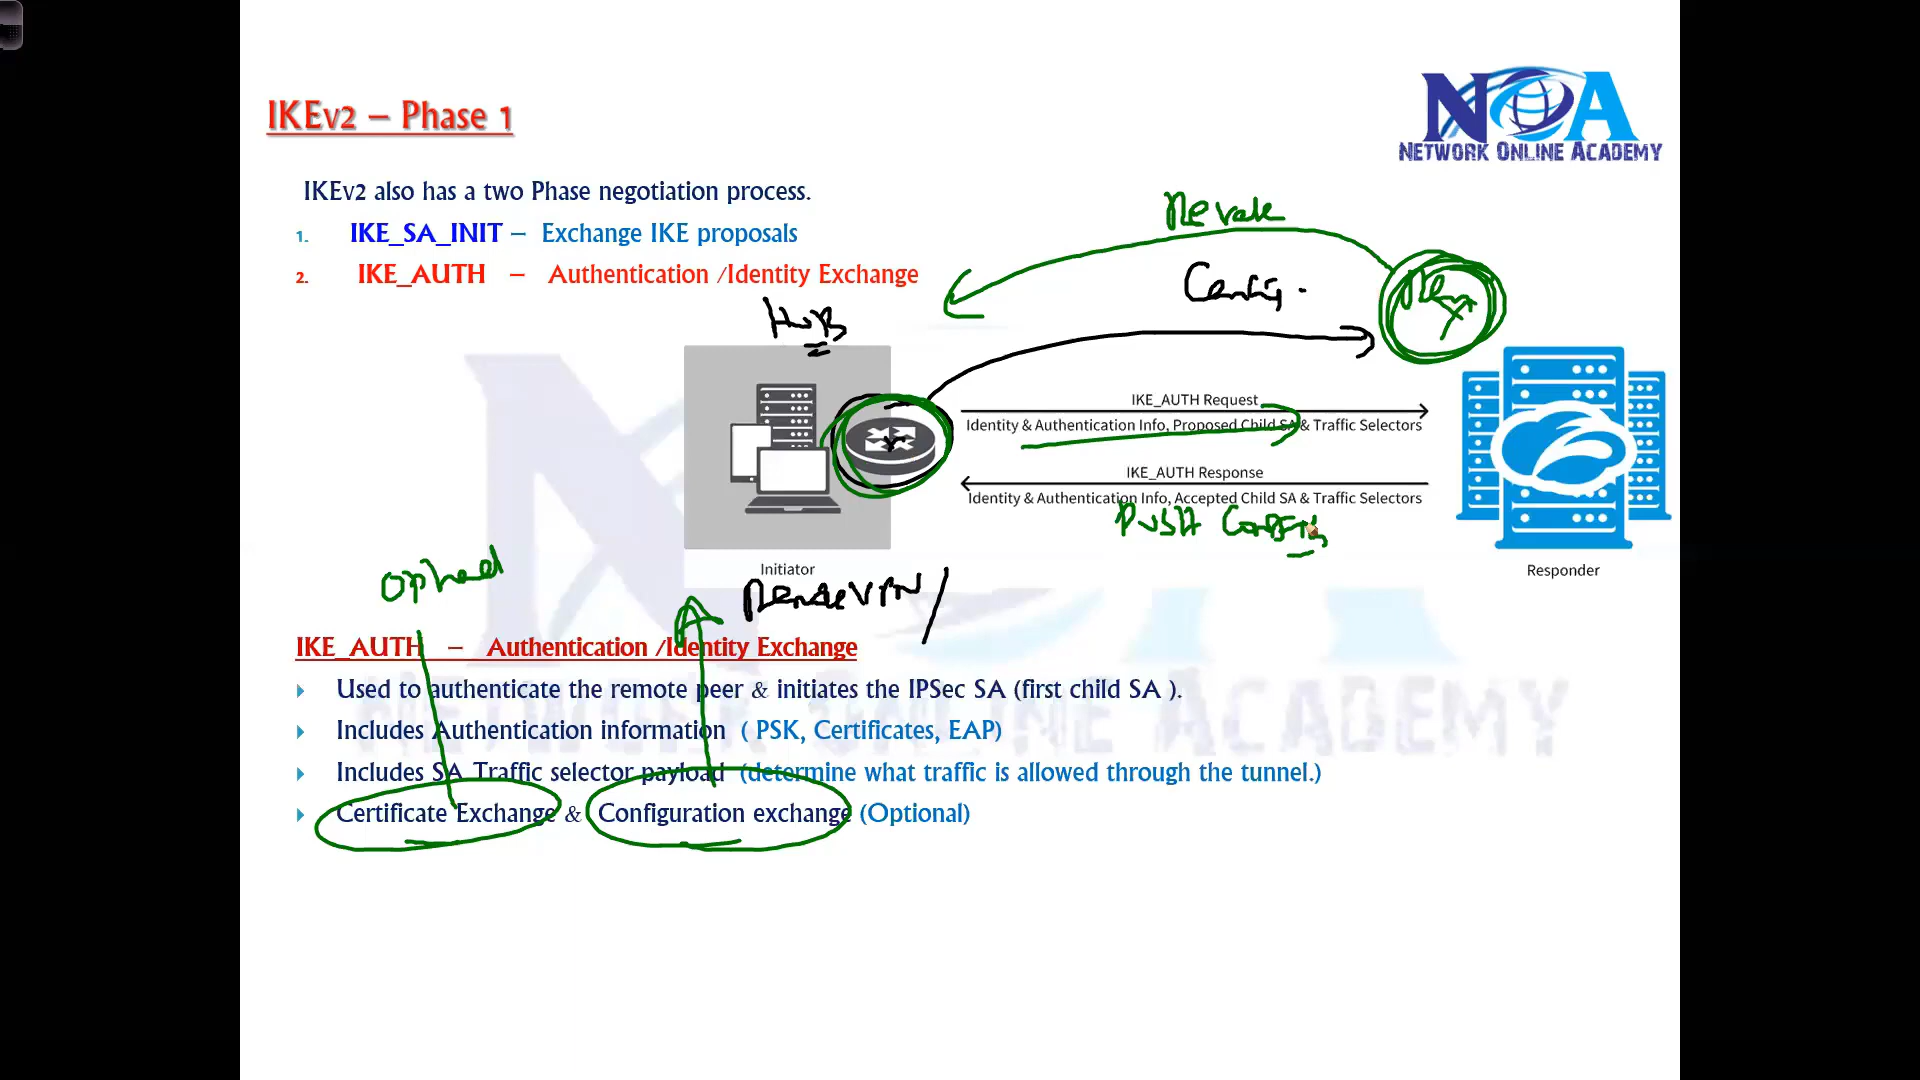 NOA
NETWORK ONLINE ACADEMY
IKEv2 – Phase 1
IKEv2 also has a two Phase negotiation process.
1. IKE_SA_INIT – Exchange IKE proposals
2. IKE_AUTH – Authentication /Identity Exchange
Config.
HUB
IKE_AUTH Request
Identity & Authentication Info, Proposed Child SA & Traffic Selectors
IKE_AUTH Response
Identity & Authentication Info, Accepted Child SA & Traffic Selectors
PUSH Config
Initiator
Responder
IKE_AUTH – Authentication /Identity Exchange
Used to authenticate the remote peer & initiates the IPSec SA (first child SA ).
Includes Authentication information ( PSK, Certificates, EAP)
Includes SA Traffic selector payload (determine what traffic is allowed through the tunnel.)
Certificate Exchange & Configuration exchange (Optional)
NETWORK ONLINE ACADEMY